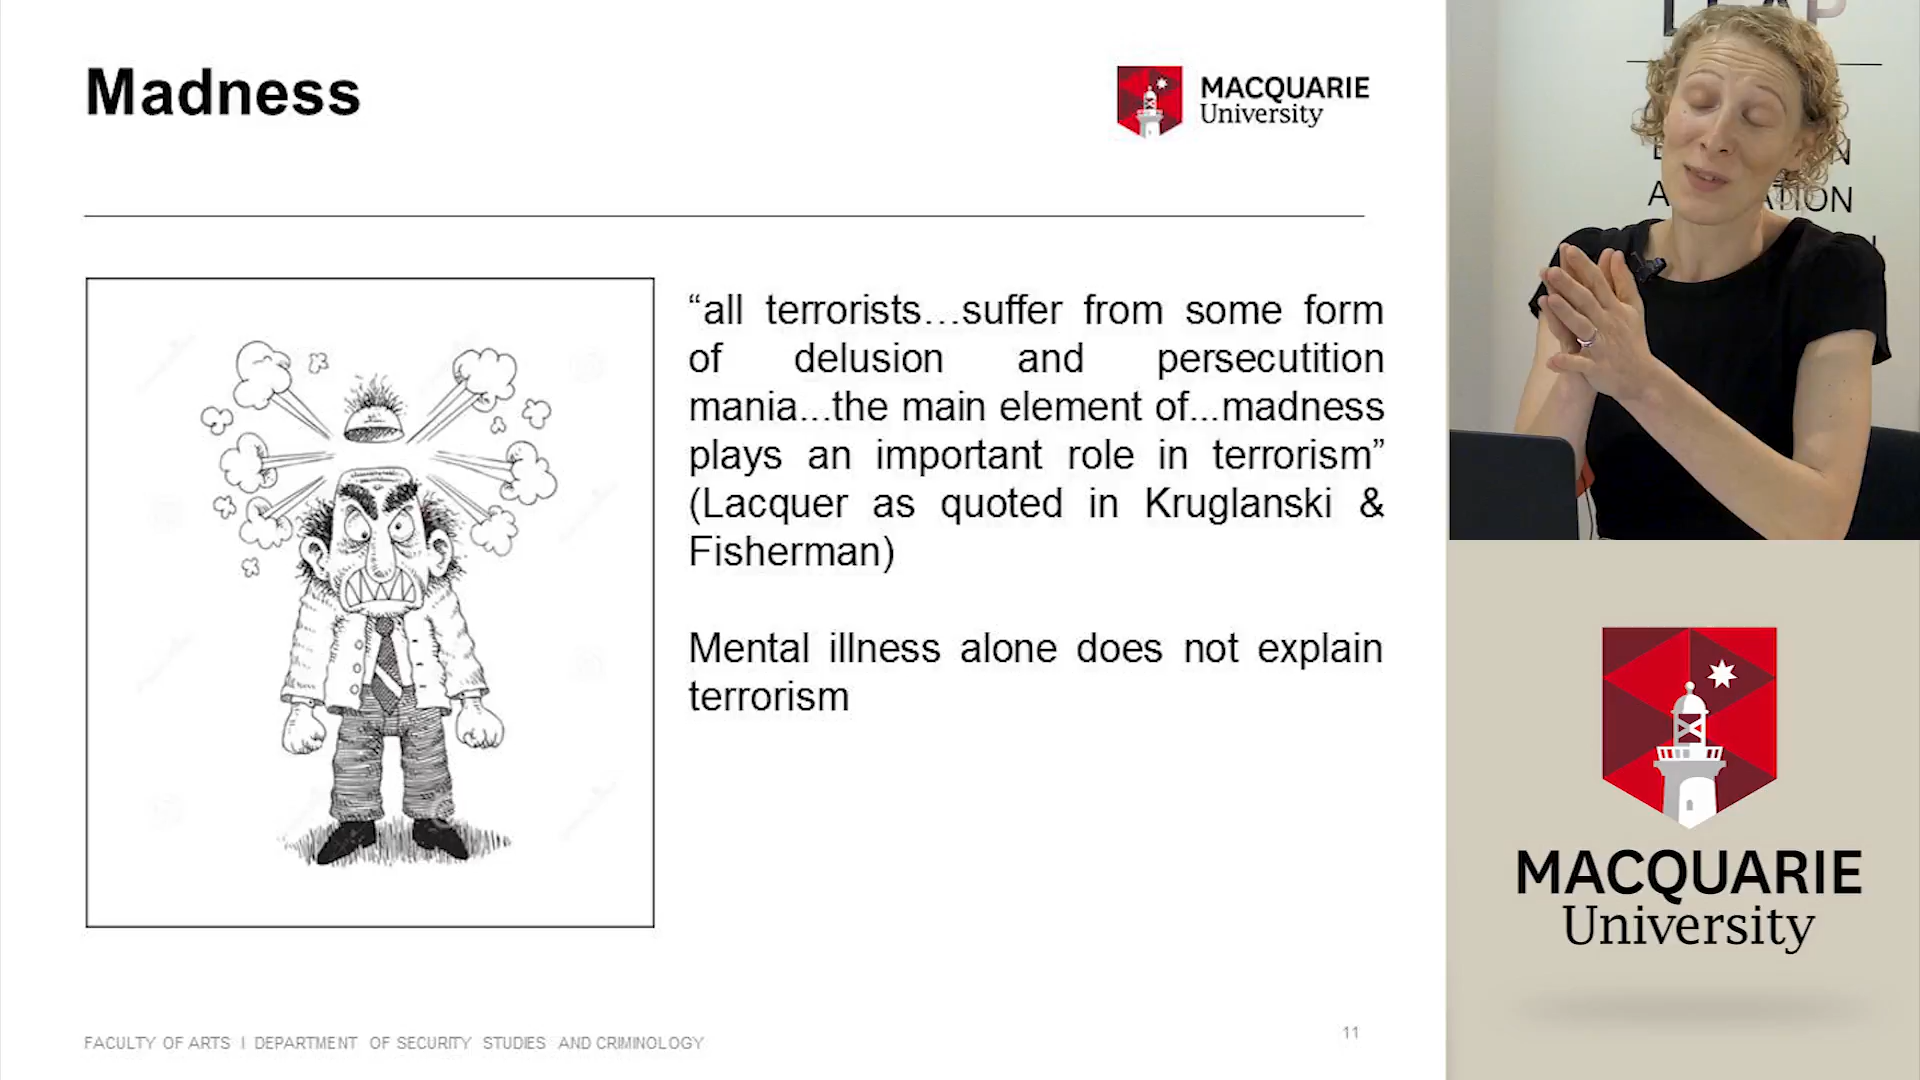 Madness
MACQUARIE
University
“all terrorists...suffer from some form
of delusion and persecutition
mania...the main element of...madness
plays an important role in terrorism”
(Lacquer as quoted in Kruglanski &
Fisherman)
Mental illness alone does not explain
terrorism
FACULTY OF ARTS I DEPARTMENT OF SECURITY STUDIES AND CRIMINOLOGY
11
MACQUARIE
University